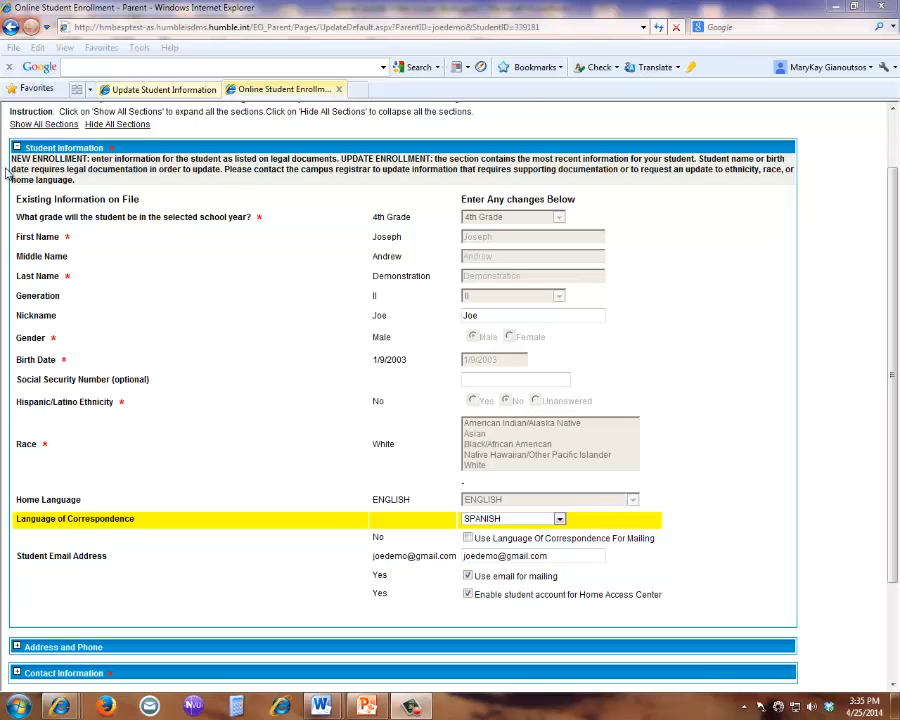 Online Student Enrollment - Parent - Windows Internet Explorer
http://hmbesptest-as.humbleisdms.humble.int/EO_Parent/Pages/UpdateDefault.aspx?ParentID=joedemo&StudentID=339181
Google
File Edit View Favorites Tools Help
x Google Search Bookmarks Check Translate MaryKay Gianoutsos
Favorites Update Student Information Online Student Enrollm... x
Instruction: Click on 'Show All Sections' to expand all the sections.Click on 'Hide All Sections' to collapse all the sections.
Show All Sections Hide All Sections
Student Information *
NEW ENROLLMENT: enter information for the student as listed on legal documents. UPDATE ENROLLMENT: the section contains the most recent information for your student. Student name or birth
date requires legal documentation in order to update. Please contact the campus registrar to update information that requires supporting documentation or to request an update to ethnicity, race, or
home language.
Existing Information on File Enter Any changes Below
What grade will the student be in the selected school year? * 4th Grade 4th Grade
First Name * Joseph Joseph
Middle Name Andrew Andrew
Last Name * Demonstration Demonstration
Generation II II
Nickname Joe Joe
Gender * Male Male Female
Birth Date * 1/9/2003 1/9/2003
Social Security Number (optional)
Hispanic/Latino Ethnicity * No Yes No Unanswered
American Indian/Alaska Native
Asian
Race * White Black/African American
Native Hawaiian/Other Pacific Islander
White
-
Home Language ENGLISH ENGLISH
Language of Correspondence SPANISH
No Use Language Of Correspondence For Mailing
Student Email Address joedemo@gmail.com joedemo@gmail.com
Yes Use email for mailing
Yes Enable student account for Home Access Center
Address and Phone
Contact Information *
3:35 PM
4/25/2014